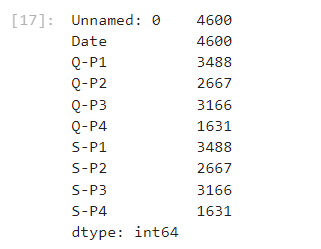 [17]: Unnamed: 0 4600
Date 4600
Q-P1 3488
Q-P2 2667
Q-P3 3166
Q-P4 1631
S-P1 3488
S-P2 2667
S-P3 3166
S-P4 1631
dtype: int64